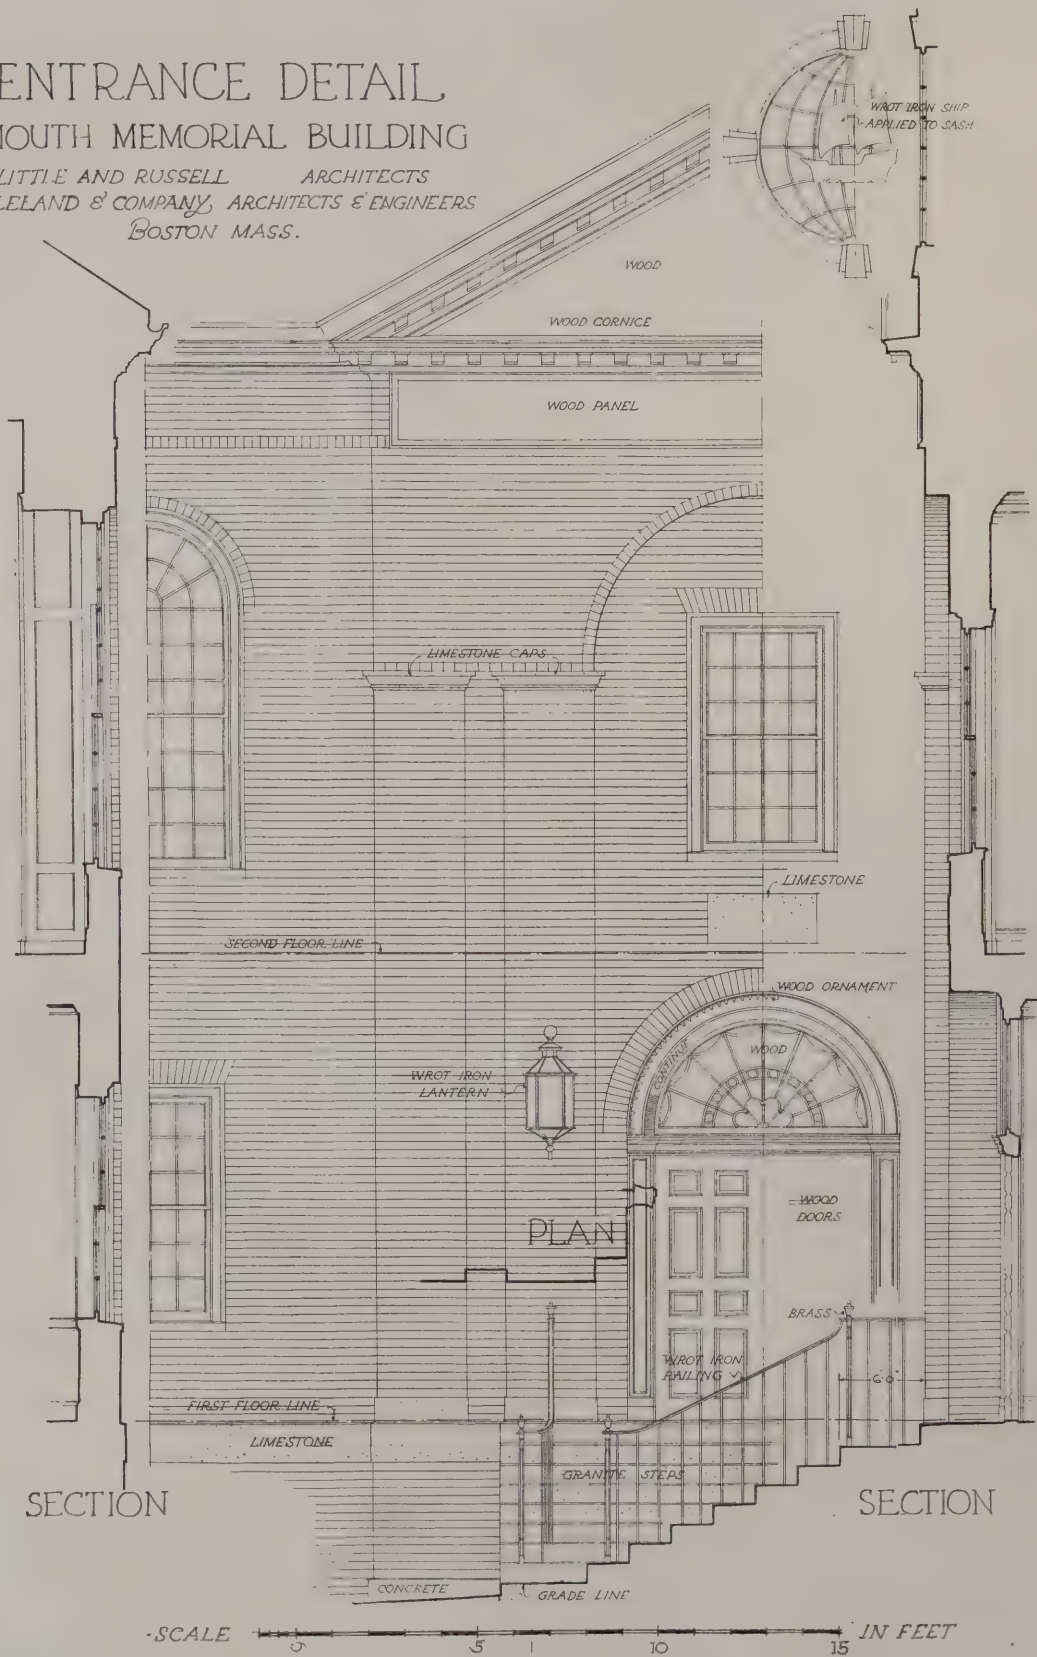 ENTRANCE DETAIL
MOUTH MEMORIAL BUILDING
LITTLE AND RUSSELL ARCHITECTS
LELAND & COMPANY, ARCHITECTS & ENGINEERS
BOSTON MASS.
WROT IRON SHIP
APPLIED TO SASH
WOOD
WOOD CORNICE
WOOD PANEL
LIMESTONE CAPS
LIMESTONE
SECOND FLOOR LINE
WOOD ORNAMENT
CONTINUE
WOOD
WROT IRON
LANTERN
WOOD
DOORS
PLAN
BRASS
WROT IRON
RAILING
6'0"
FIRST FLOOR LINE
LIMESTONE
GRANITE STEPS
SECTION
SECTION
CONCRETE
GRADE LINE
SCALE
IN FEET
5 1 10 15